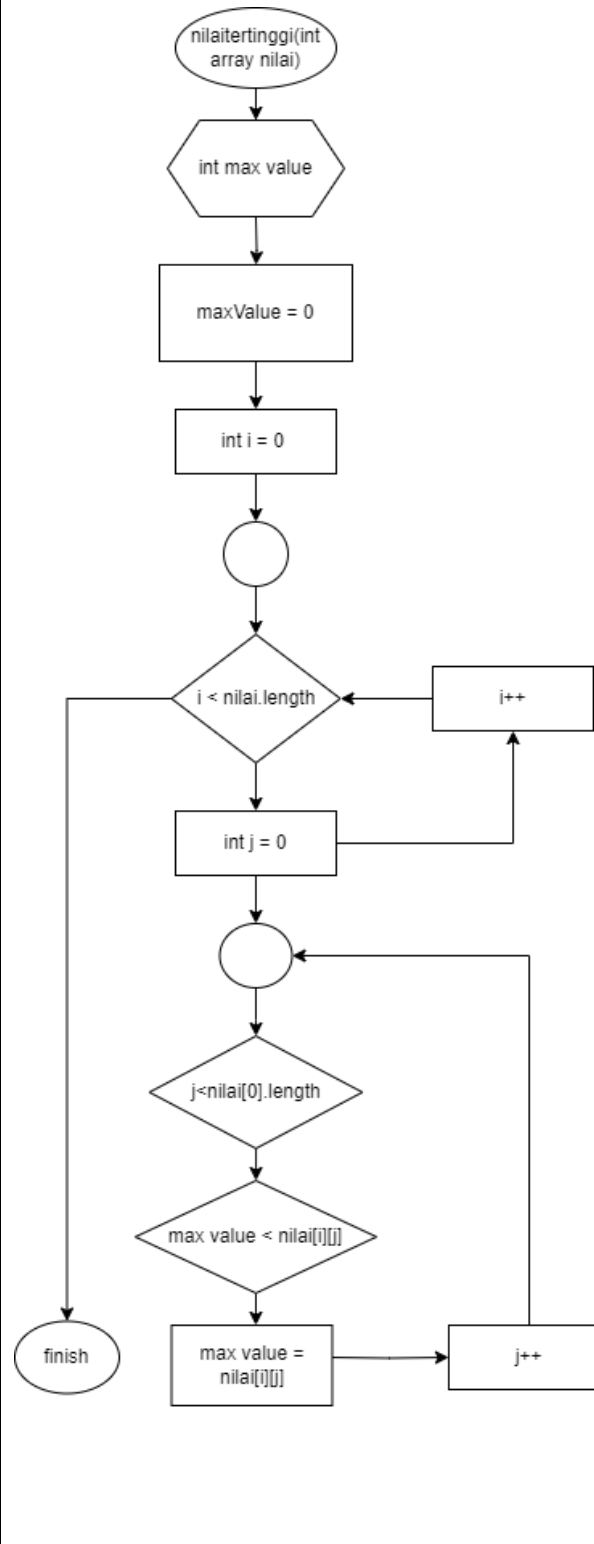 nilaitertinggi(int
array nilai)
int max value
maxValue = 0
int i = 0
i < nilai.length
i++
int j = 0
j<nilai[0].length
max value < nilai[i][j]
finish
max value =
nilai[i][j]
j++